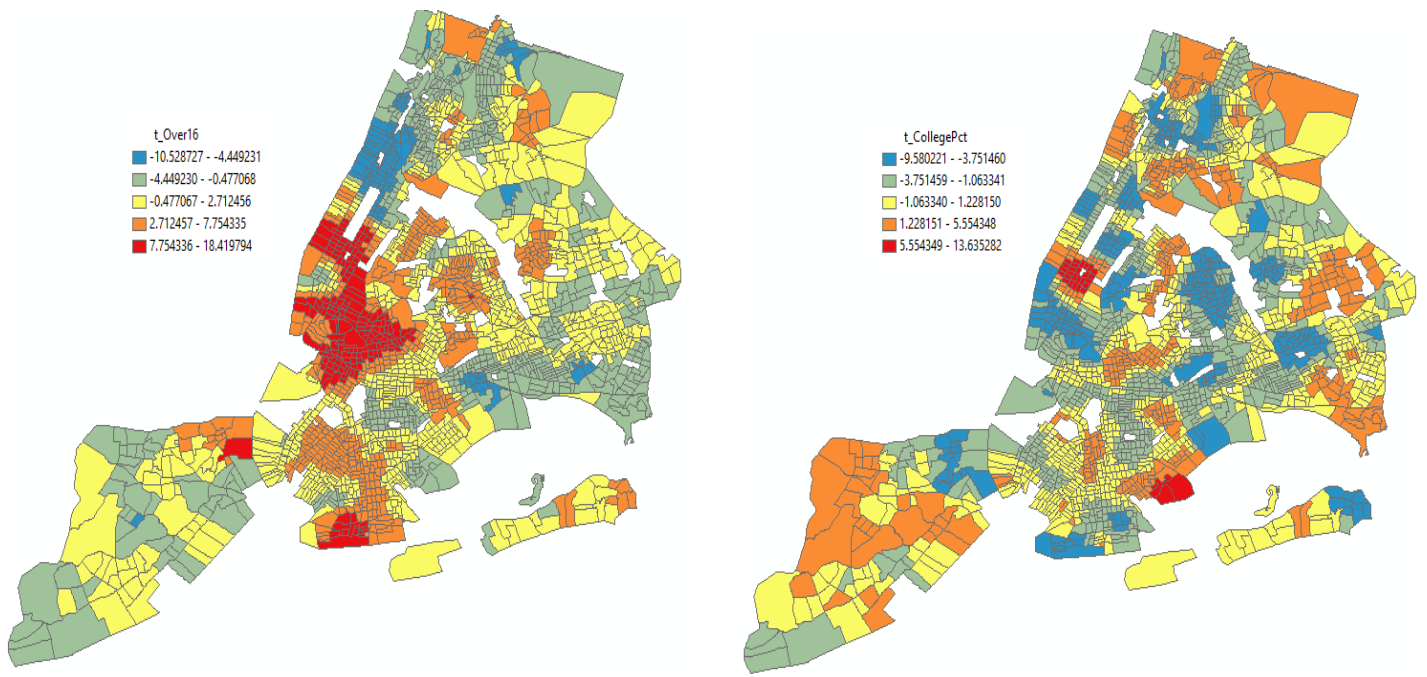 t_Over16
-10.528727 - -4.449231
-4.449230 - -0.477068
-0.477067 - 2.712456
2.712457 - 7.754335
7.754336 - 18.419794
t_CollegePct
-9.580221 - -3.751460
-3.751459 - -1.063341
-1.063340 - 1.228150
1.228151 - 5.554348
5.554349 - 13.635282